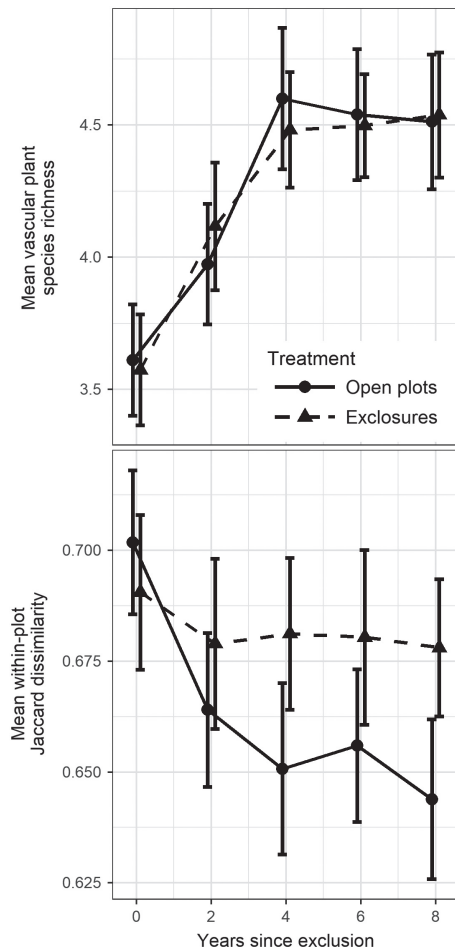 Mean vascular plant
species richness
4.5
4.0
3.5
Treatment
Open plots
Exclosures
Mean within-plot
Jaccard dissimilarity
0.700
0.675
0.650
0.625
0 2 4 6 8
Years since exclusion